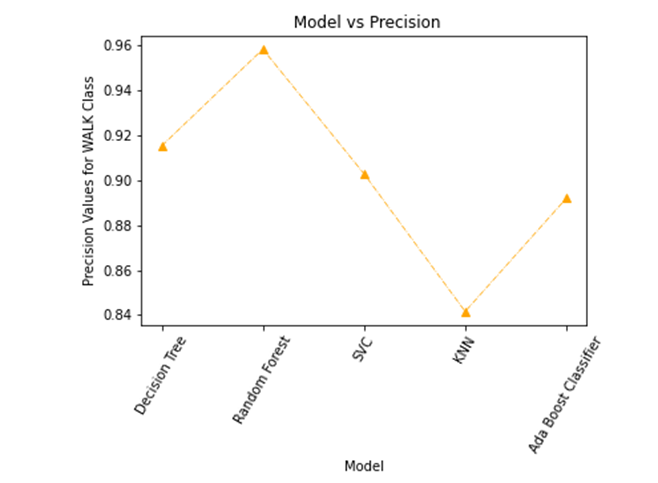 Model vs Precision
Precision Values for WALK Class
0.96
0.94
0.92
0.90
0.88
0.86
0.84
Decision Tree
Random Forest
SVC
KNN
Ada Boost Classifier
Model